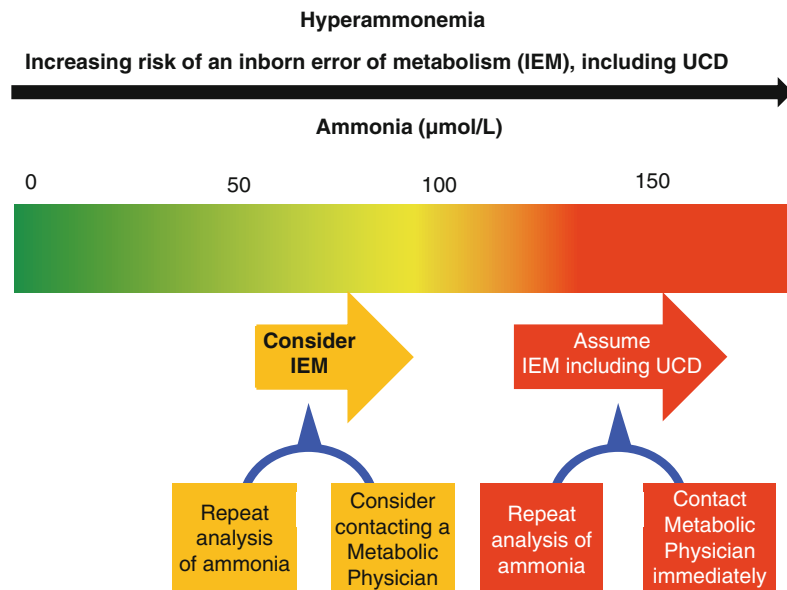 Hyperammonemia
Increasing risk of an inborn error of metabolism (IEM), including UCD
Ammonia (µmol/L)
0
50
100
150
Consider
IEM
Assume
IEM including UCD
Repeat
analysis
of ammonia
Consider
contacting a
Metabolic
Physician
Repeat
analysis of
ammonia
Contact
Metabolic
Physician
immediately